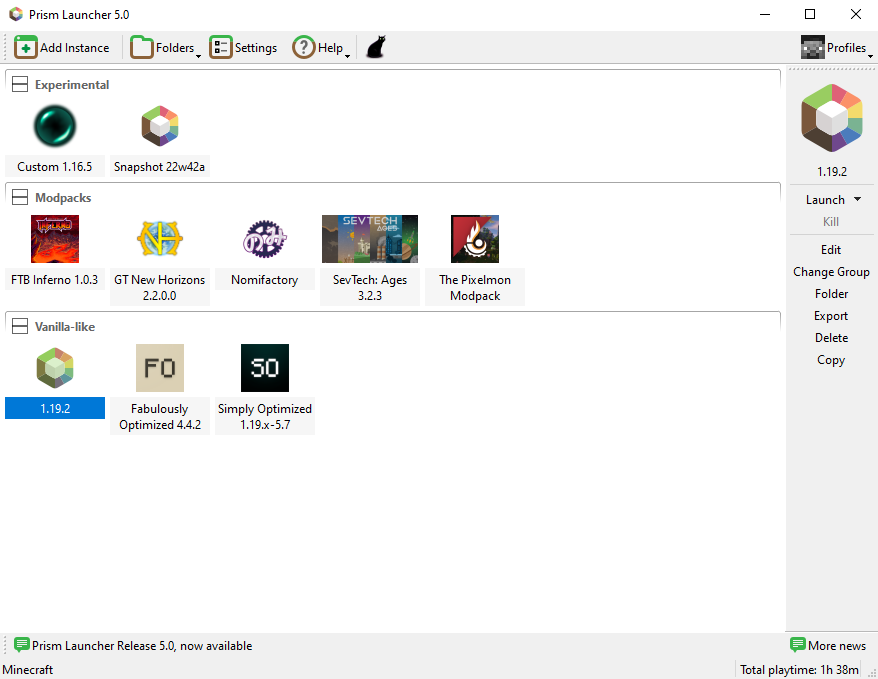 Prism Launcher 5.0
Add Instance
Folders
Settings
Help
Profiles
Experimental
Custom 1.16.5
Snapshot 22w42a
Modpacks
FTB Inferno 1.0.3
GT New Horizons
2.2.0.0
Nomifactory
SEVTECH
AGES
SevTech: Ages
3.2.3
The Pixelmon
Modpack
Vanilla-like
1.19.2
FO
Fabulously
Optimized 4.4.2
SO
Simply Optimized
1.19.x-5.7
1.19.2
Launch
Kill
Edit
Change Group
Folder
Export
Delete
Copy
Prism Launcher Release 5.0, now available
More news
Minecraft
Total playtime: 1h 38m